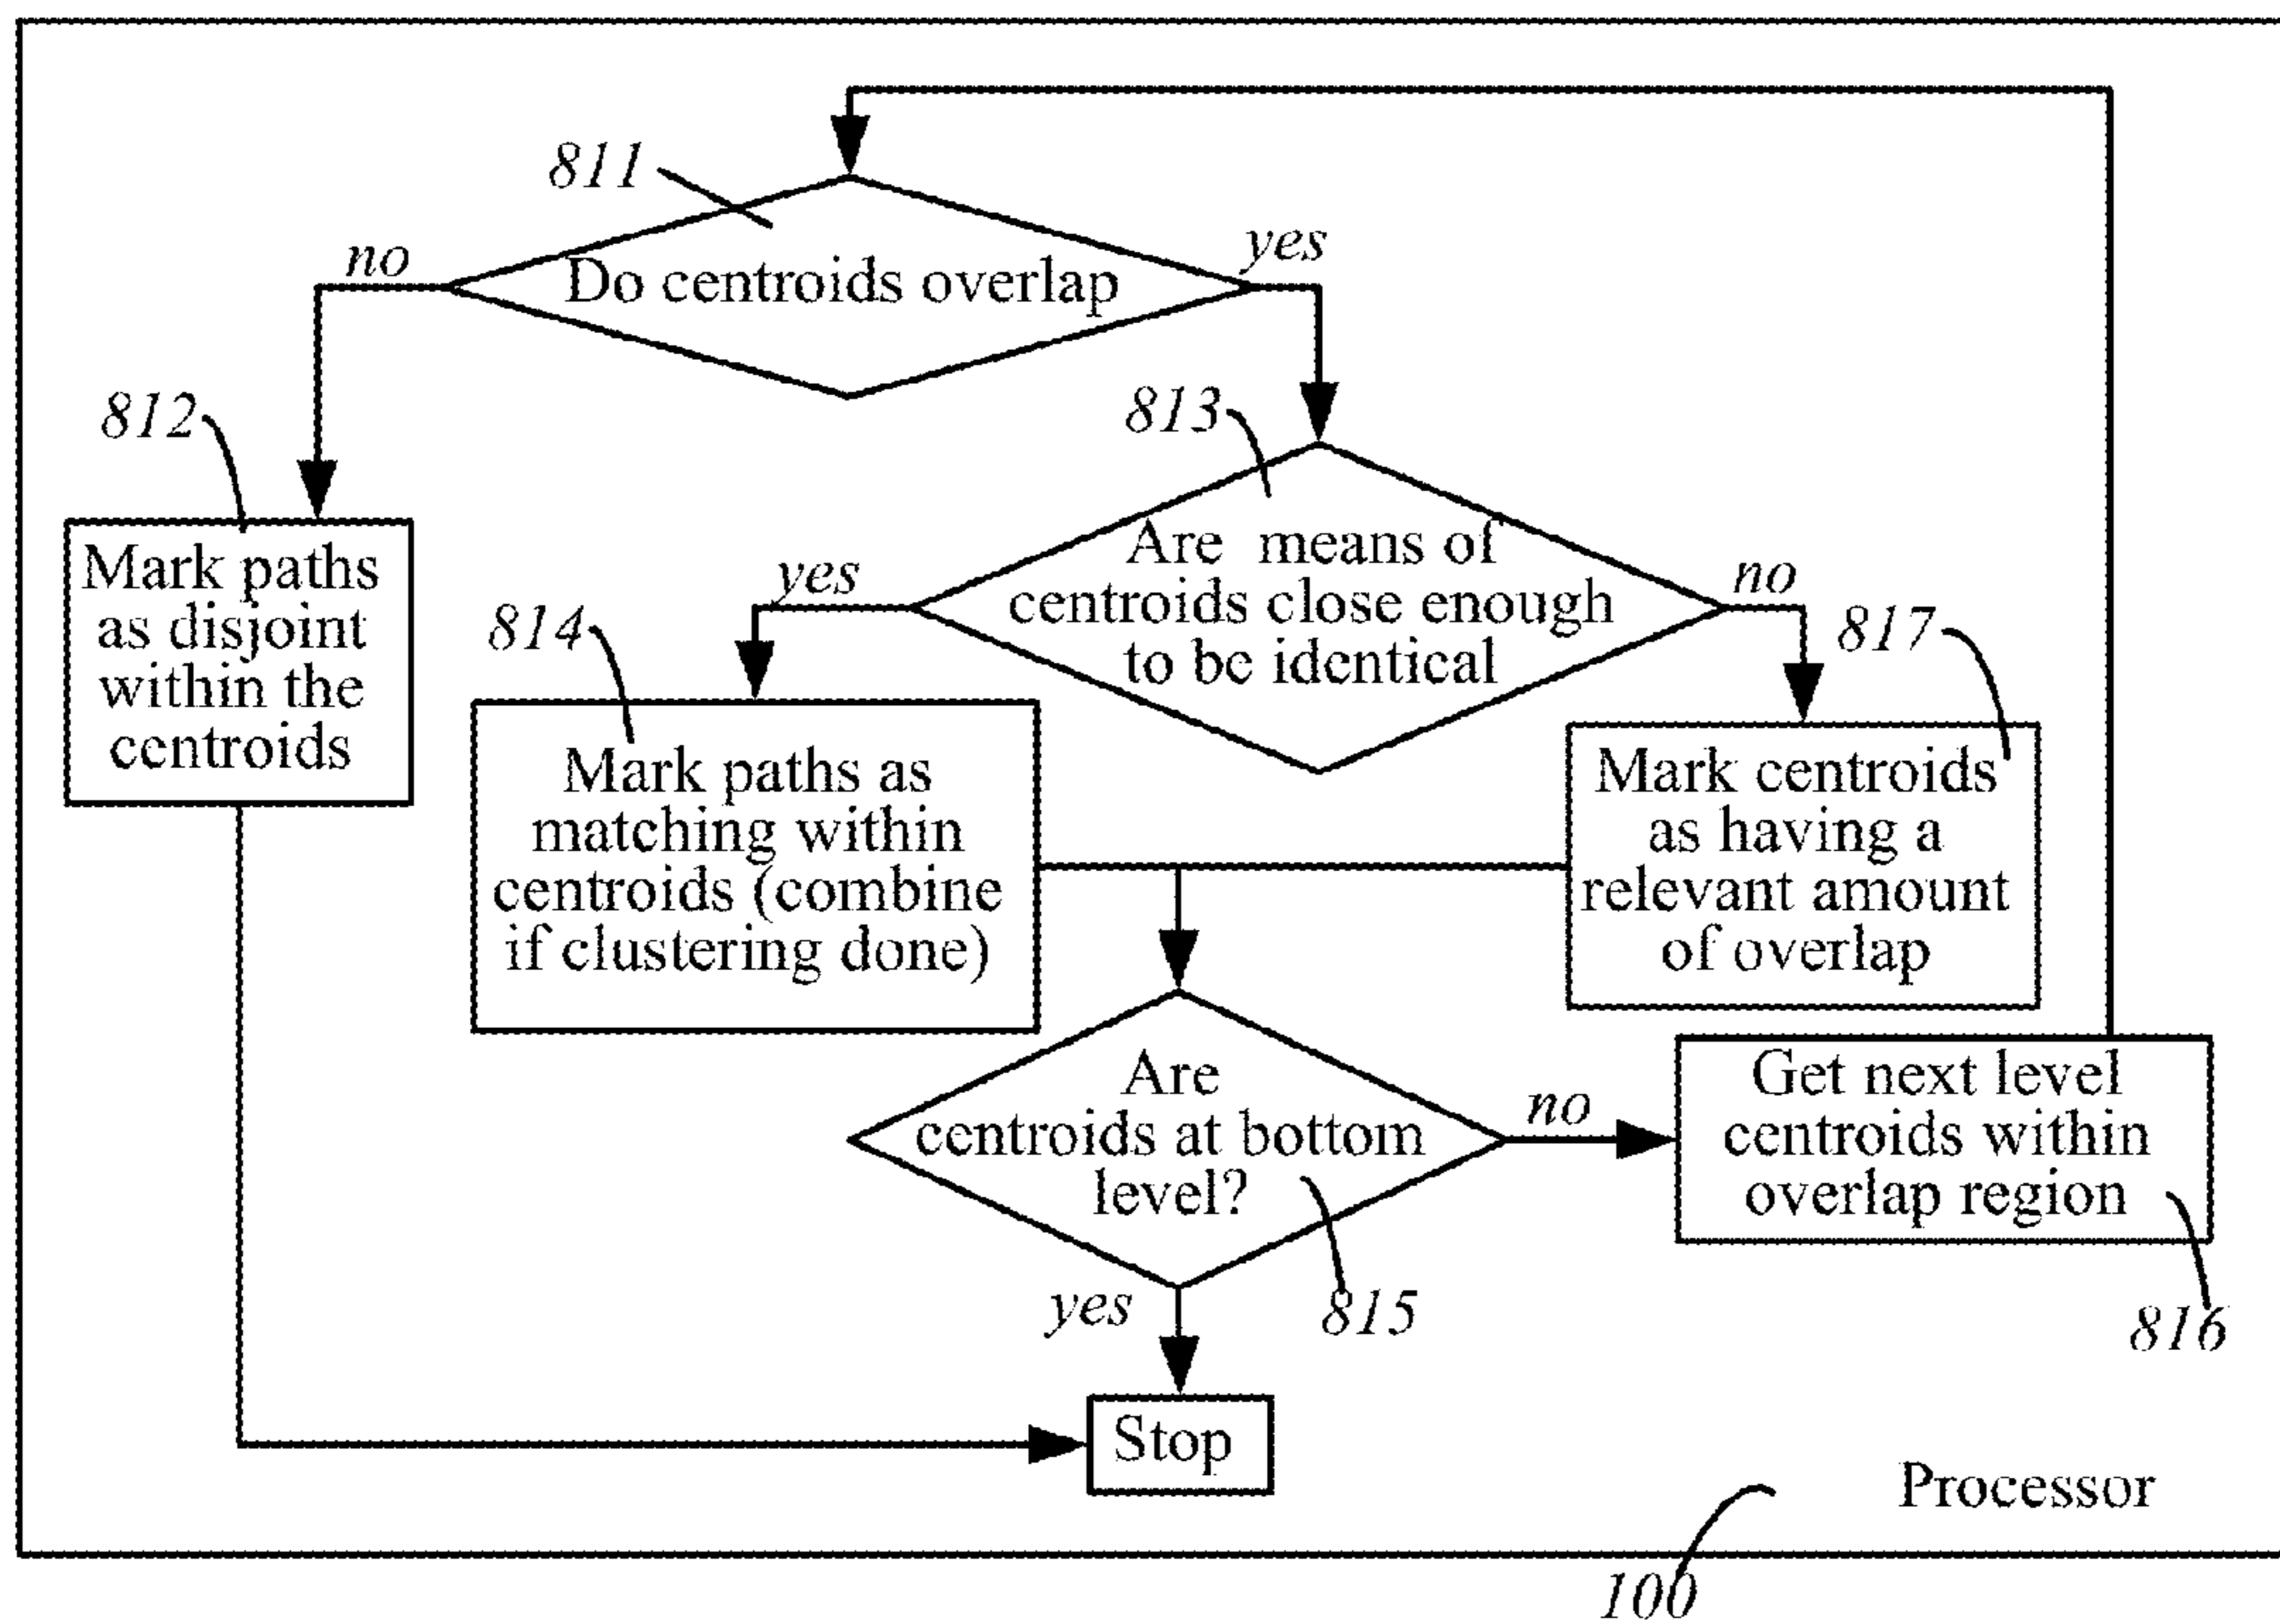 811
no
yes
Do centroids overlap
812
813
Mark paths
as disjoint
within the
centroids
Are means of
centroids close enough
to be identical
yes
no
814
817
Mark paths as
matching within
centroids (combine
if clustering done)
Mark centroids
as having a
relevant amount
of overlap
Are
centroids at bottom
level?
no
Get next level
centroids within
overlap region
yes
815
816
Stop
Processor
100